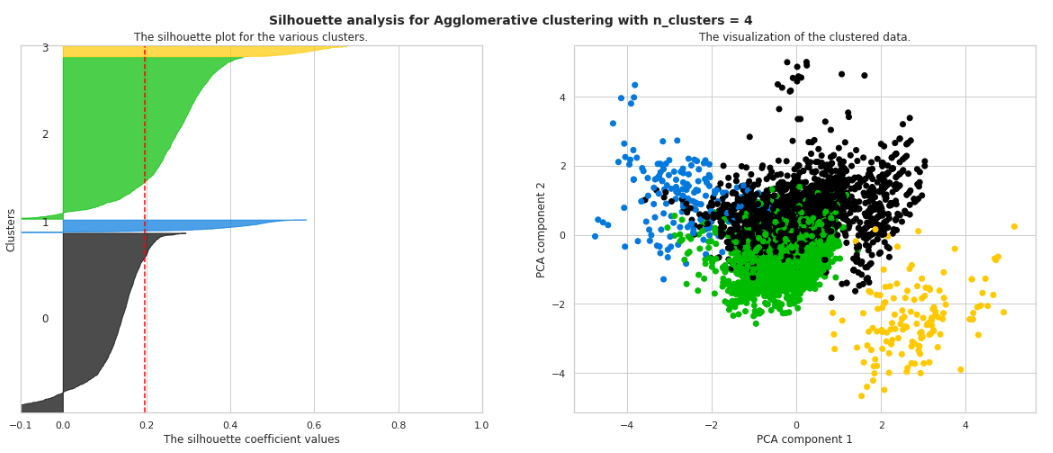 Silhouette analysis for Agglomerative clustering with n_clusters = 4
The silhouette plot for the various clusters.
3
2
1
0
Clusters
−0.1 0.0 0.2 0.4 0.6 0.8 1.0
The silhouette coefficient values
The visualization of the clustered data.
4
2
0
−2
−4
PCA component 2
−4 −2 0 2 4
PCA component 1